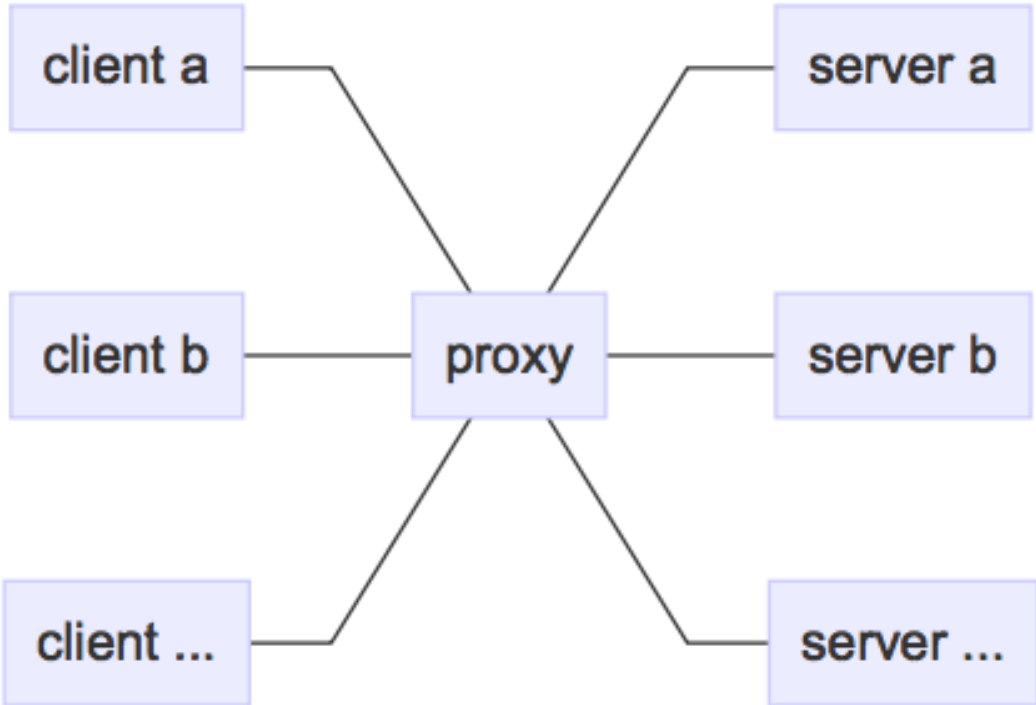 client a
server a
client b
proxy
server b
client ...
server ...